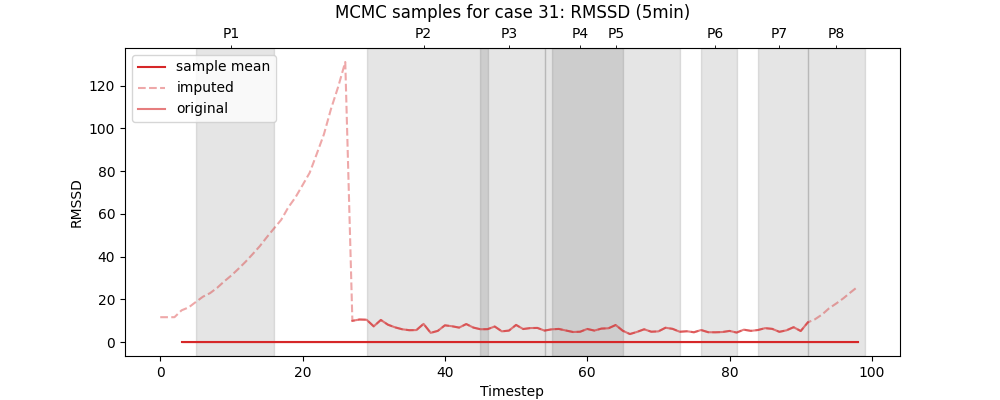 MCMC samples for case 31: RMSSD (5min)
P1 P2 P3 P4 P5 P6 P7 P8
sample mean
imputed
original
RMSSD
120
100
80
60
40
20
0
0 20 40 60 80 100
Timestep